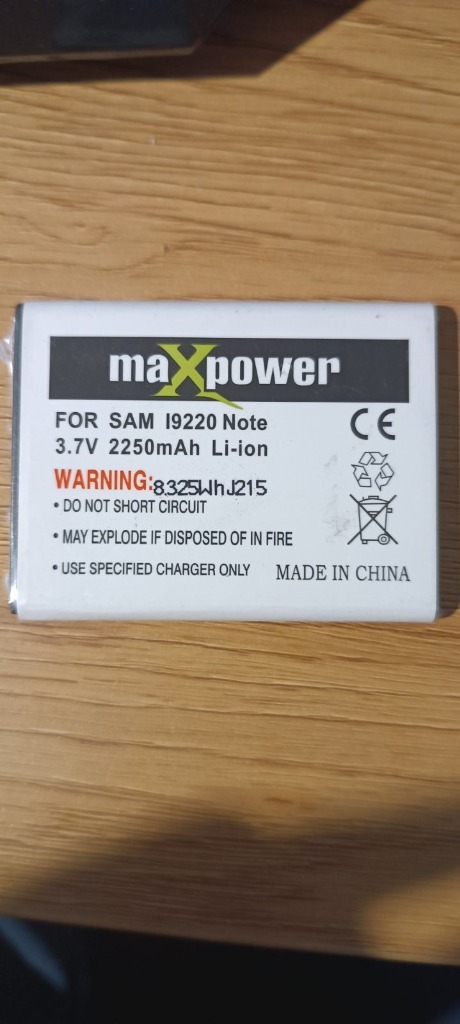 maXpower
FOR SAM I9220 Note
3.7V 2250mAh Li-ion
WARNING:8.325WhJ215
• DO NOT SHORT CIRCUIT
• MAY EXPLODE IF DISPOSED OF IN FIRE
• USE SPECIFIED CHARGER ONLY
MADE IN CHINA
CE